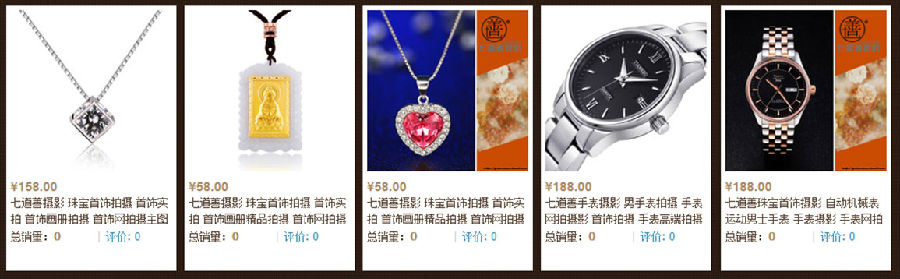 善
七道善摄影
善
¥158.00
七道善摄影 珠宝首饰拍摄 首饰实
拍 首饰画册拍摄 首饰网拍摄主图
总销量：0
评价: 0
¥58.00
七道善摄影 珠宝首饰拍摄 首饰实
拍 首饰画册精品拍摄 首饰网拍摄
总销量：0
评价: 0
¥58.00
七道善摄影 珠宝首饰拍摄 首饰实
拍 首饰画册精品拍摄 首饰网拍摄
总销量：0
评价: 0
¥188.00
七道善手表摄影 男手表拍摄 手表
网拍摄影 首饰拍摄 手表高端拍摄
总销量：0
评价: 0
¥188.00
七道善珠宝首饰摄影 自动机械表
运动男士手表 手表摄影 手表网拍
总销量：0
评价: 0